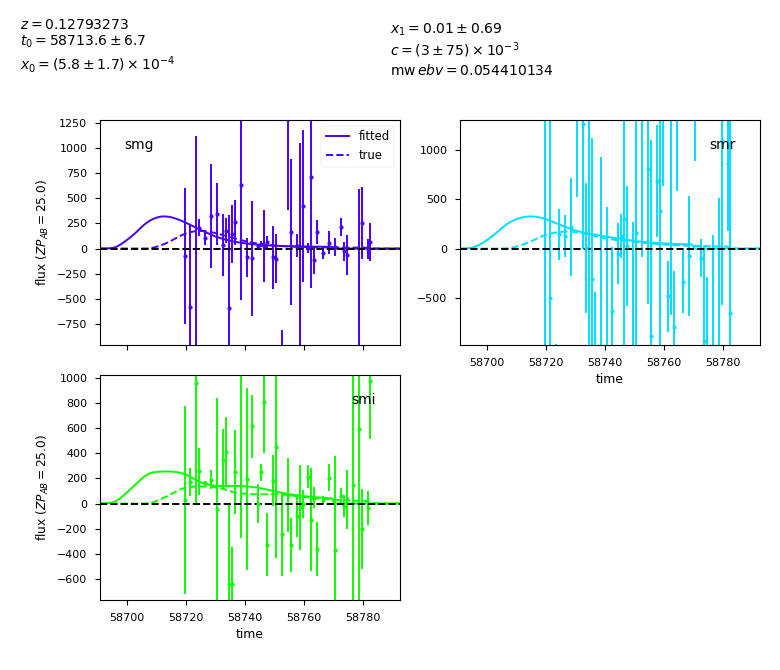 z = 0.12793273
t₀ = 58713.6 ± 6.7
x₀ = (5.8 ± 1.7) × 10⁻⁴
x₁ = 0.01 ± 0.69
c = (3 ± 75) × 10⁻³
mw ebv = 0.054410134
smg
fitted
true
1250
1000
750
500
250
0
−250
−500
−750
flux (ZP_AB = 25.0)
smr
1000
500
0
−500
58700 58720 58740 58760 58780
time
smi
1000
800
600
400
200
0
−200
−400
−600
flux (ZP_AB = 25.0)
58700 58720 58740 58760 58780
time